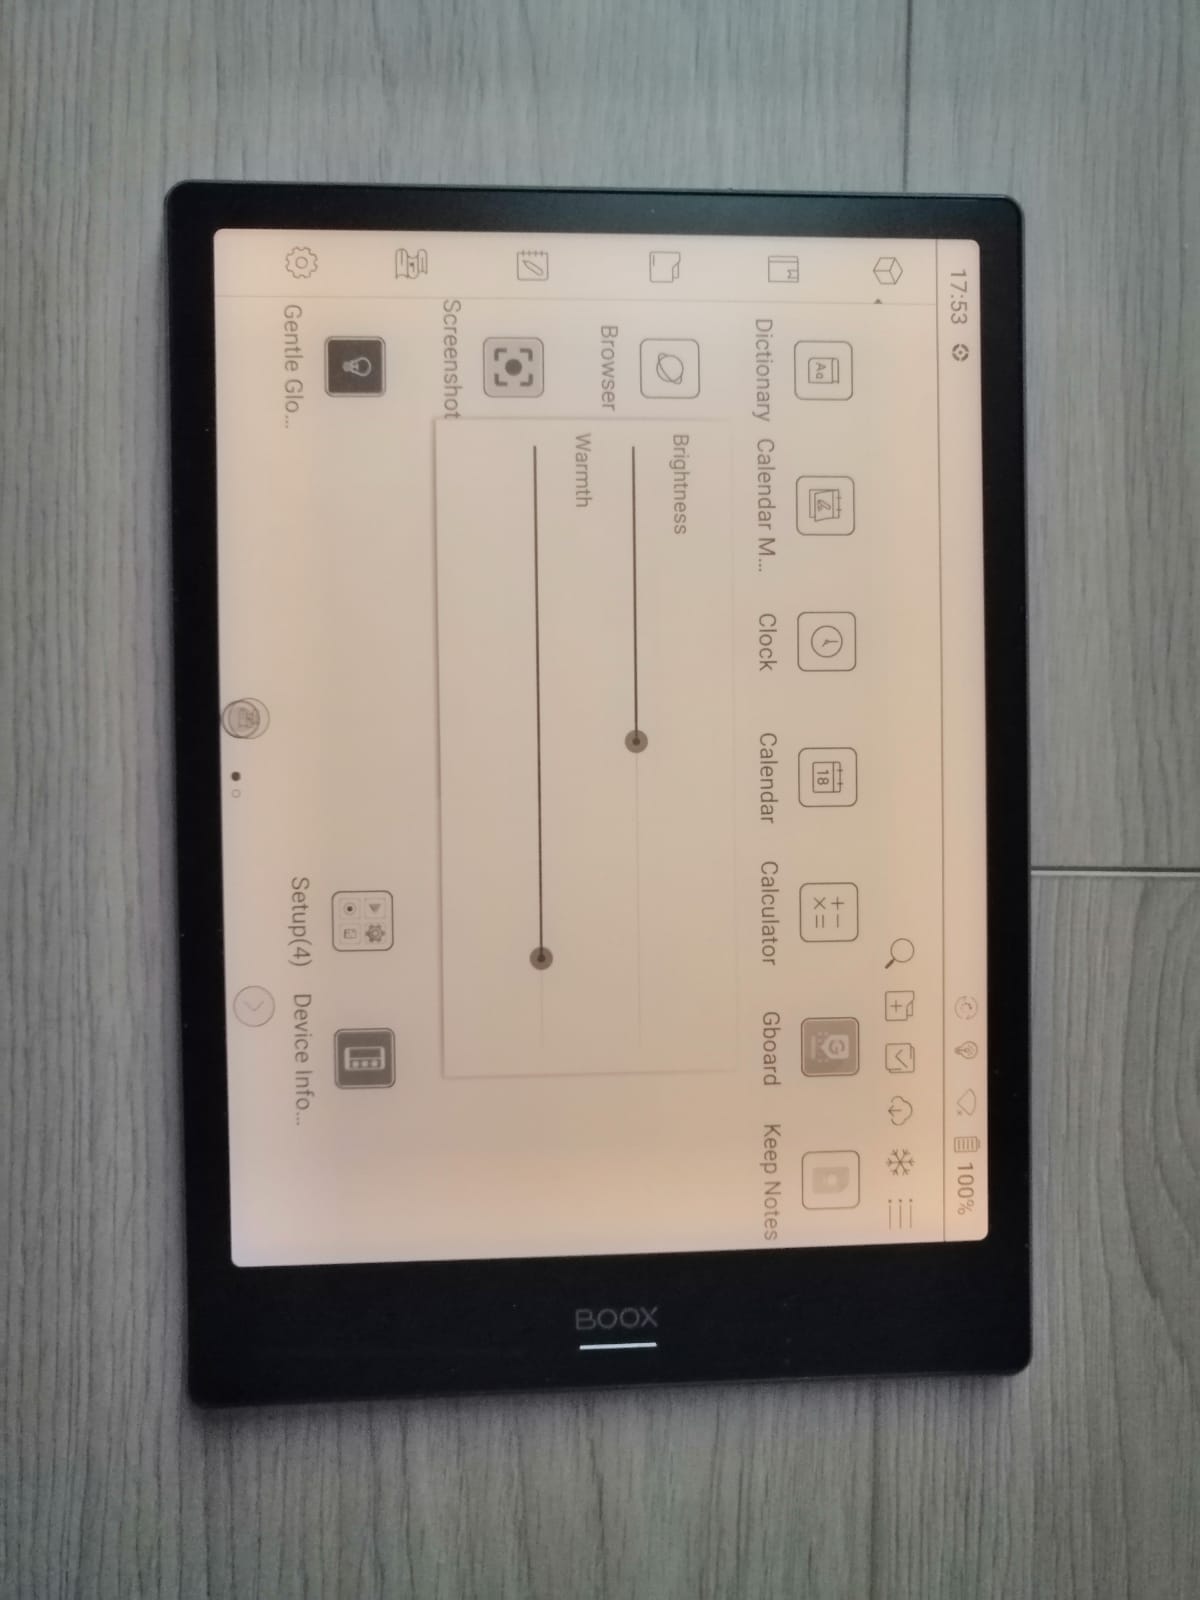 17:53
100%
Aa
18
G
Dictionary
Calendar M...
Clock
Calendar
Calculator
Gboard
Keep Notes
Brightness
Browser
Warmth
Screenshot
Gentle Glo...
Setup(4)
Device Info...
BOOX